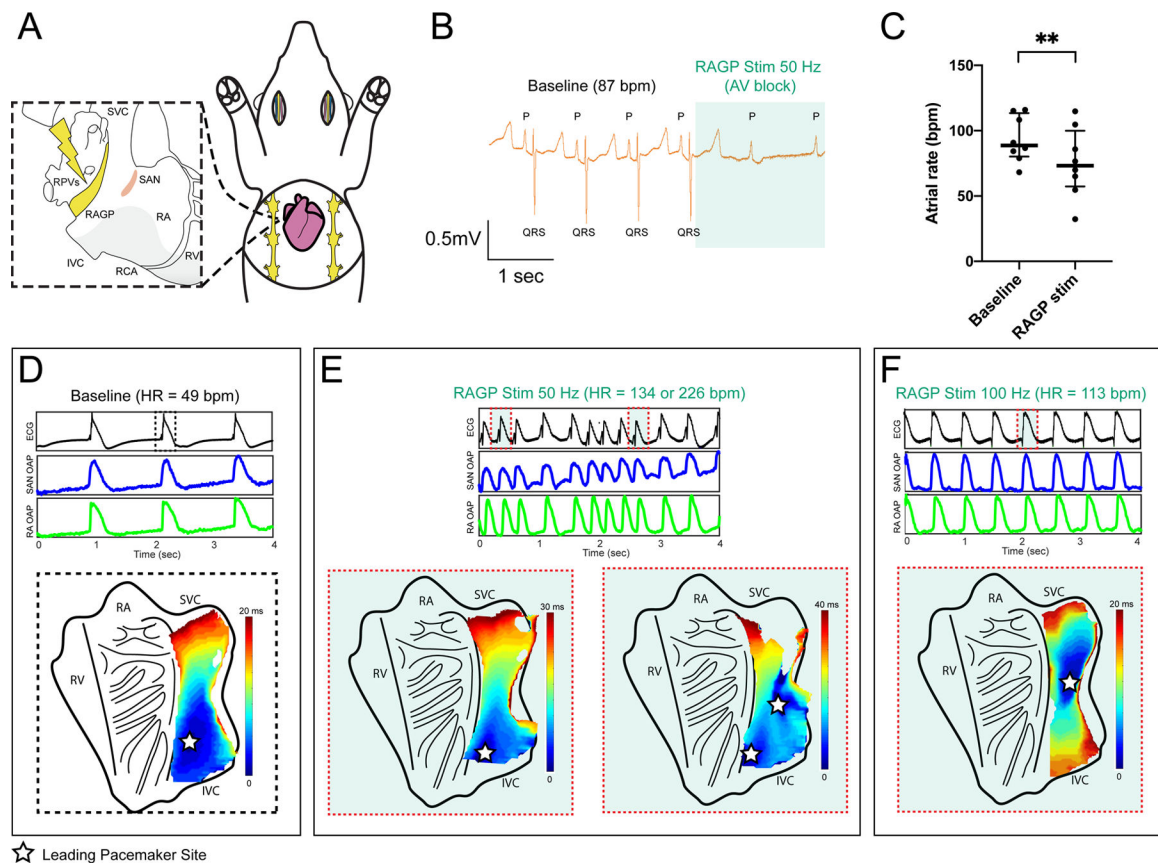 A
SVC
RPVs
SAN
RAGP
RA
IVC
RCA
RV
B
RAGP Stim 50 Hz
(AV block)
Baseline (87 bpm)
P P P P P P
QRS QRS QRS QRS
0.5mV
1 sec
C
**
150
100
50
0
Atrial rate (bpm)
Baseline
RAGP stim
D
Baseline (HR = 49 bpm)
ECG
SAN OAP
RA OAP
0 1 2 3 4
Time (sec)
RA
SVC
20 ms
RV
IVC
0
E
RAGP Stim 50 Hz (HR = 134 or 226 bpm)
ECG
SAN OAP
RA OAP
0 1 2 3 4
Time (sec)
RA
SVC
30 ms
RV
IVC
0
RA
SVC
40 ms
RV
IVC
0
F
RAGP Stim 100 Hz (HR = 113 bpm)
ECG
SAN OAP
RA OAP
0 1 2 3 4
Time (sec)
RA
SVC
20 ms
RV
IVC
0
Leading Pacemaker Site